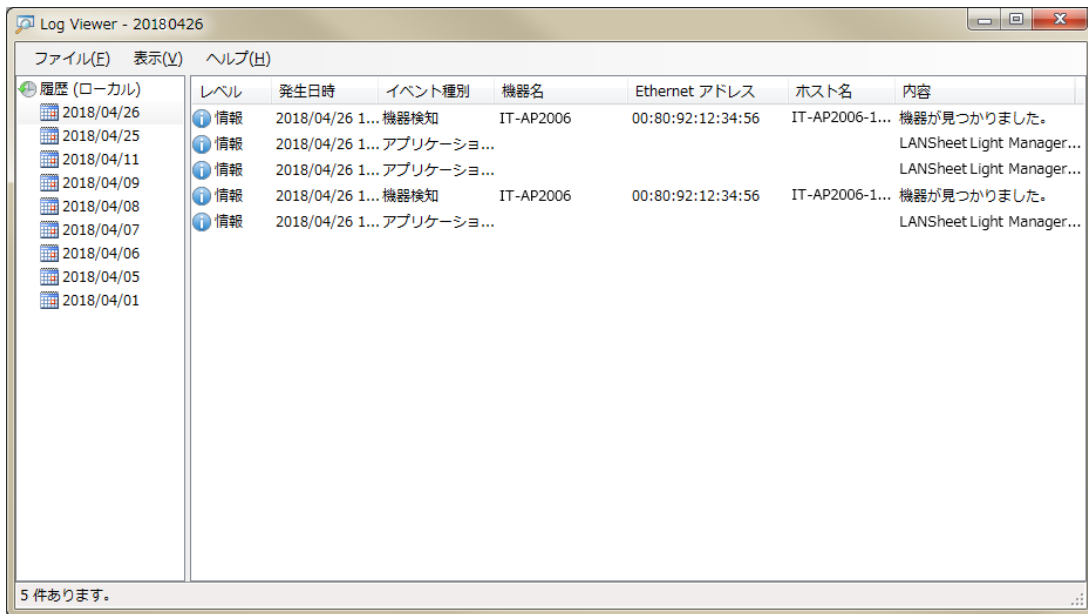 Log Viewer - 20180426
ファイル(F) 表示(V) ヘルプ(H)
履歴 (ローカル)
2018/04/26
2018/04/25
2018/04/11
2018/04/09
2018/04/08
2018/04/07
2018/04/06
2018/04/05
2018/04/01
レベル 発生日時 イベント種別 機器名 Ethernet アドレス ホスト名 内容
情報 2018/04/26 1... 機器検知 IT-AP2006 00:80:92:12:34:56 IT-AP2006-1... 機器が見つかりました。
情報 2018/04/26 1... アプリケーショ... LANSheet Light Manager...
情報 2018/04/26 1... アプリケーショ... LANSheet Light Manager...
情報 2018/04/26 1... 機器検知 IT-AP2006 00:80:92:12:34:56 IT-AP2006-1... 機器が見つかりました。
情報 2018/04/26 1... アプリケーショ... LANSheet Light Manager...
5 件あります。